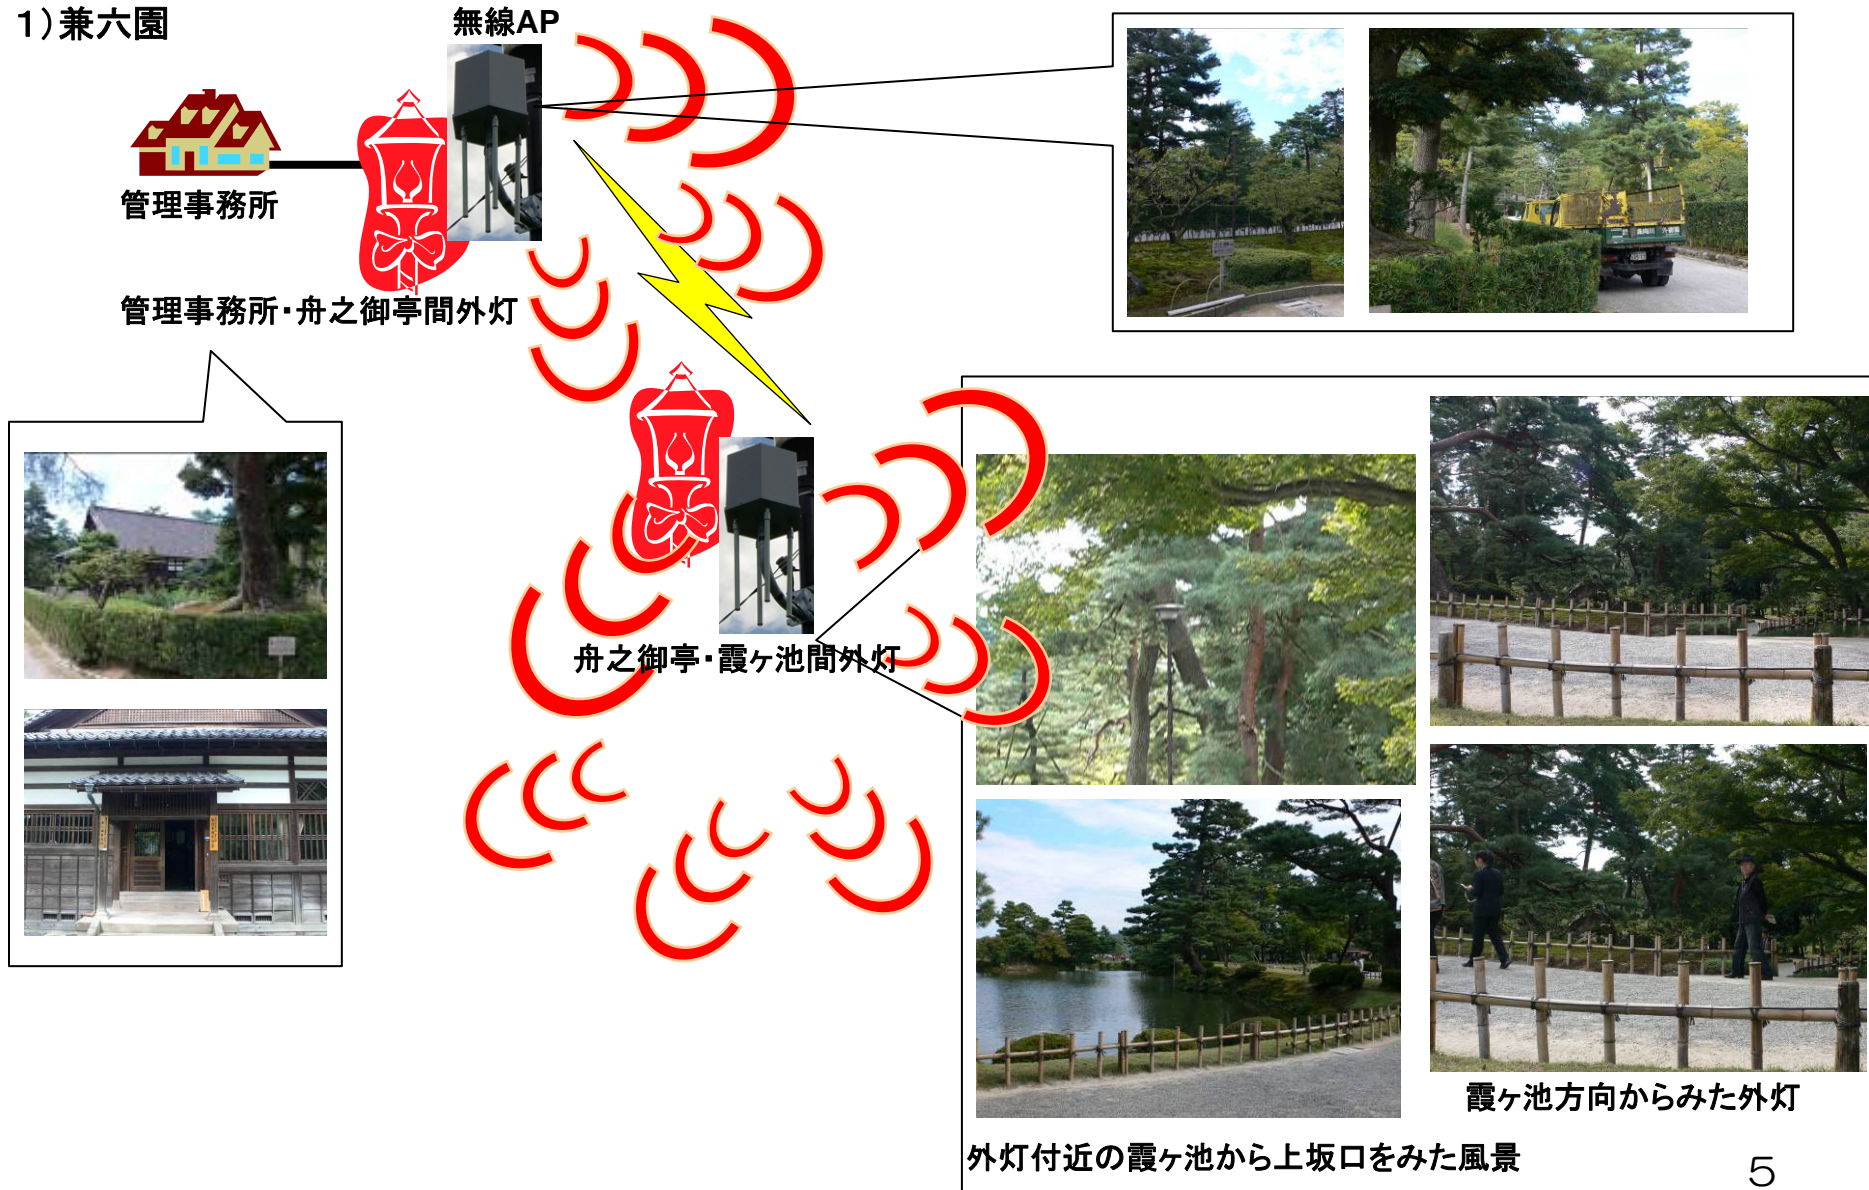 1)兼六園
無線AP
管理事務所
管理事務所・舟之御亭間外灯
舟之御亭・霞ヶ池間外灯
霞ヶ池方向からみた外灯
外灯付近の霞ヶ池から上坂口をみた風景
5